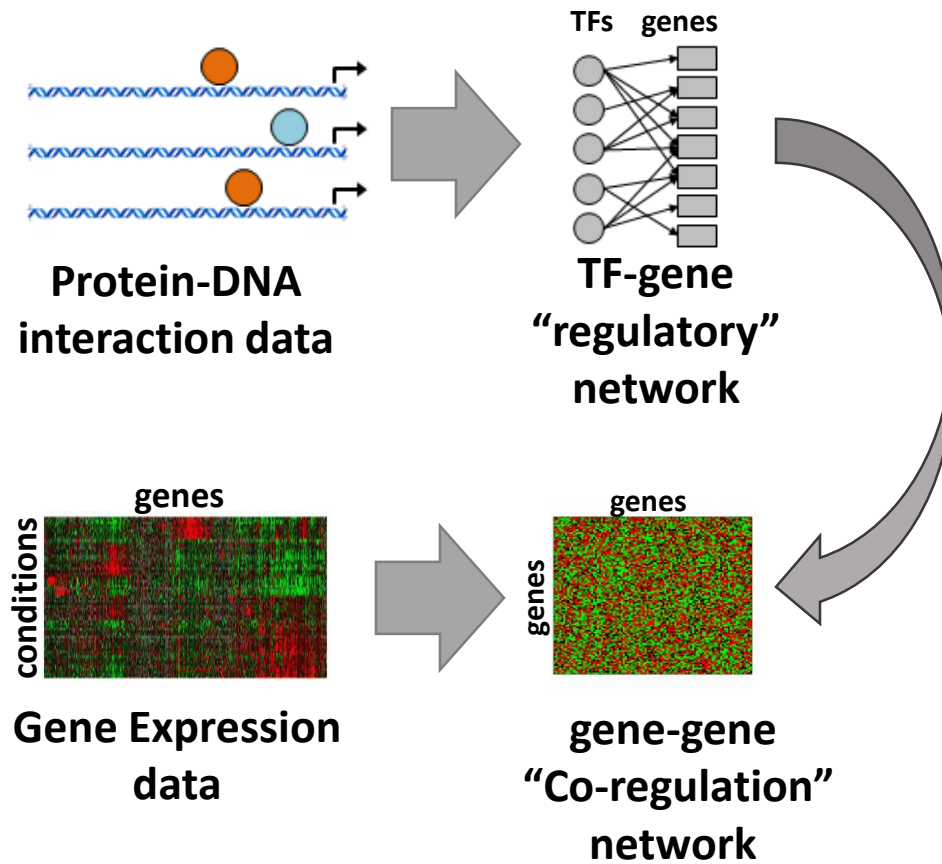 TFs genes
Protein-DNA
interaction data
TF-gene
“regulatory”
network
genes
conditions
Gene Expression
data
genes
genes
gene-gene
“Co-regulation”
network